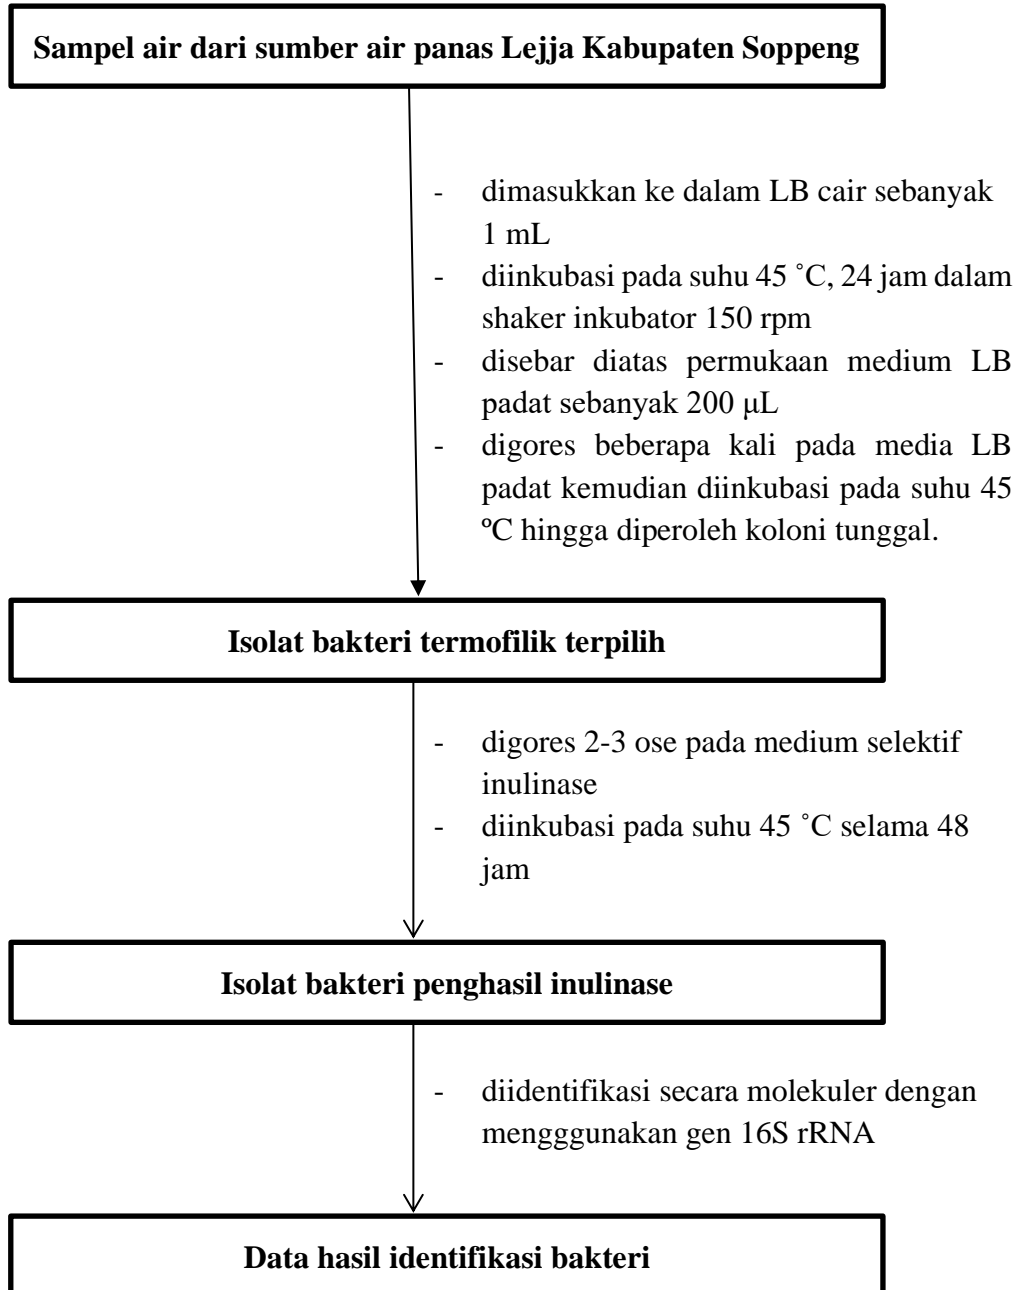 Sampel air dari sumber air panas Lejja Kabupaten Soppeng
- dimasukkan ke dalam LB cair sebanyak
1 mL
- diinkubasi pada suhu 45 ˚C, 24 jam dalam
shaker inkubator 150 rpm
- disebar diatas permukaan medium LB
padat sebanyak 200 μL
- digores beberapa kali pada media LB
padat kemudian diinkubasi pada suhu 45
ºC hingga diperoleh koloni tunggal.
Isolat bakteri termofilik terpilih
- digores 2-3 ose pada medium selektif
inulinase
- diinkubasi pada suhu 45 ˚C selama 48
jam
Isolat bakteri penghasil inulinase
- diidentifikasi secara molekuler dengan
mengggunakan gen 16S rRNA
Data hasil identifikasi bakteri